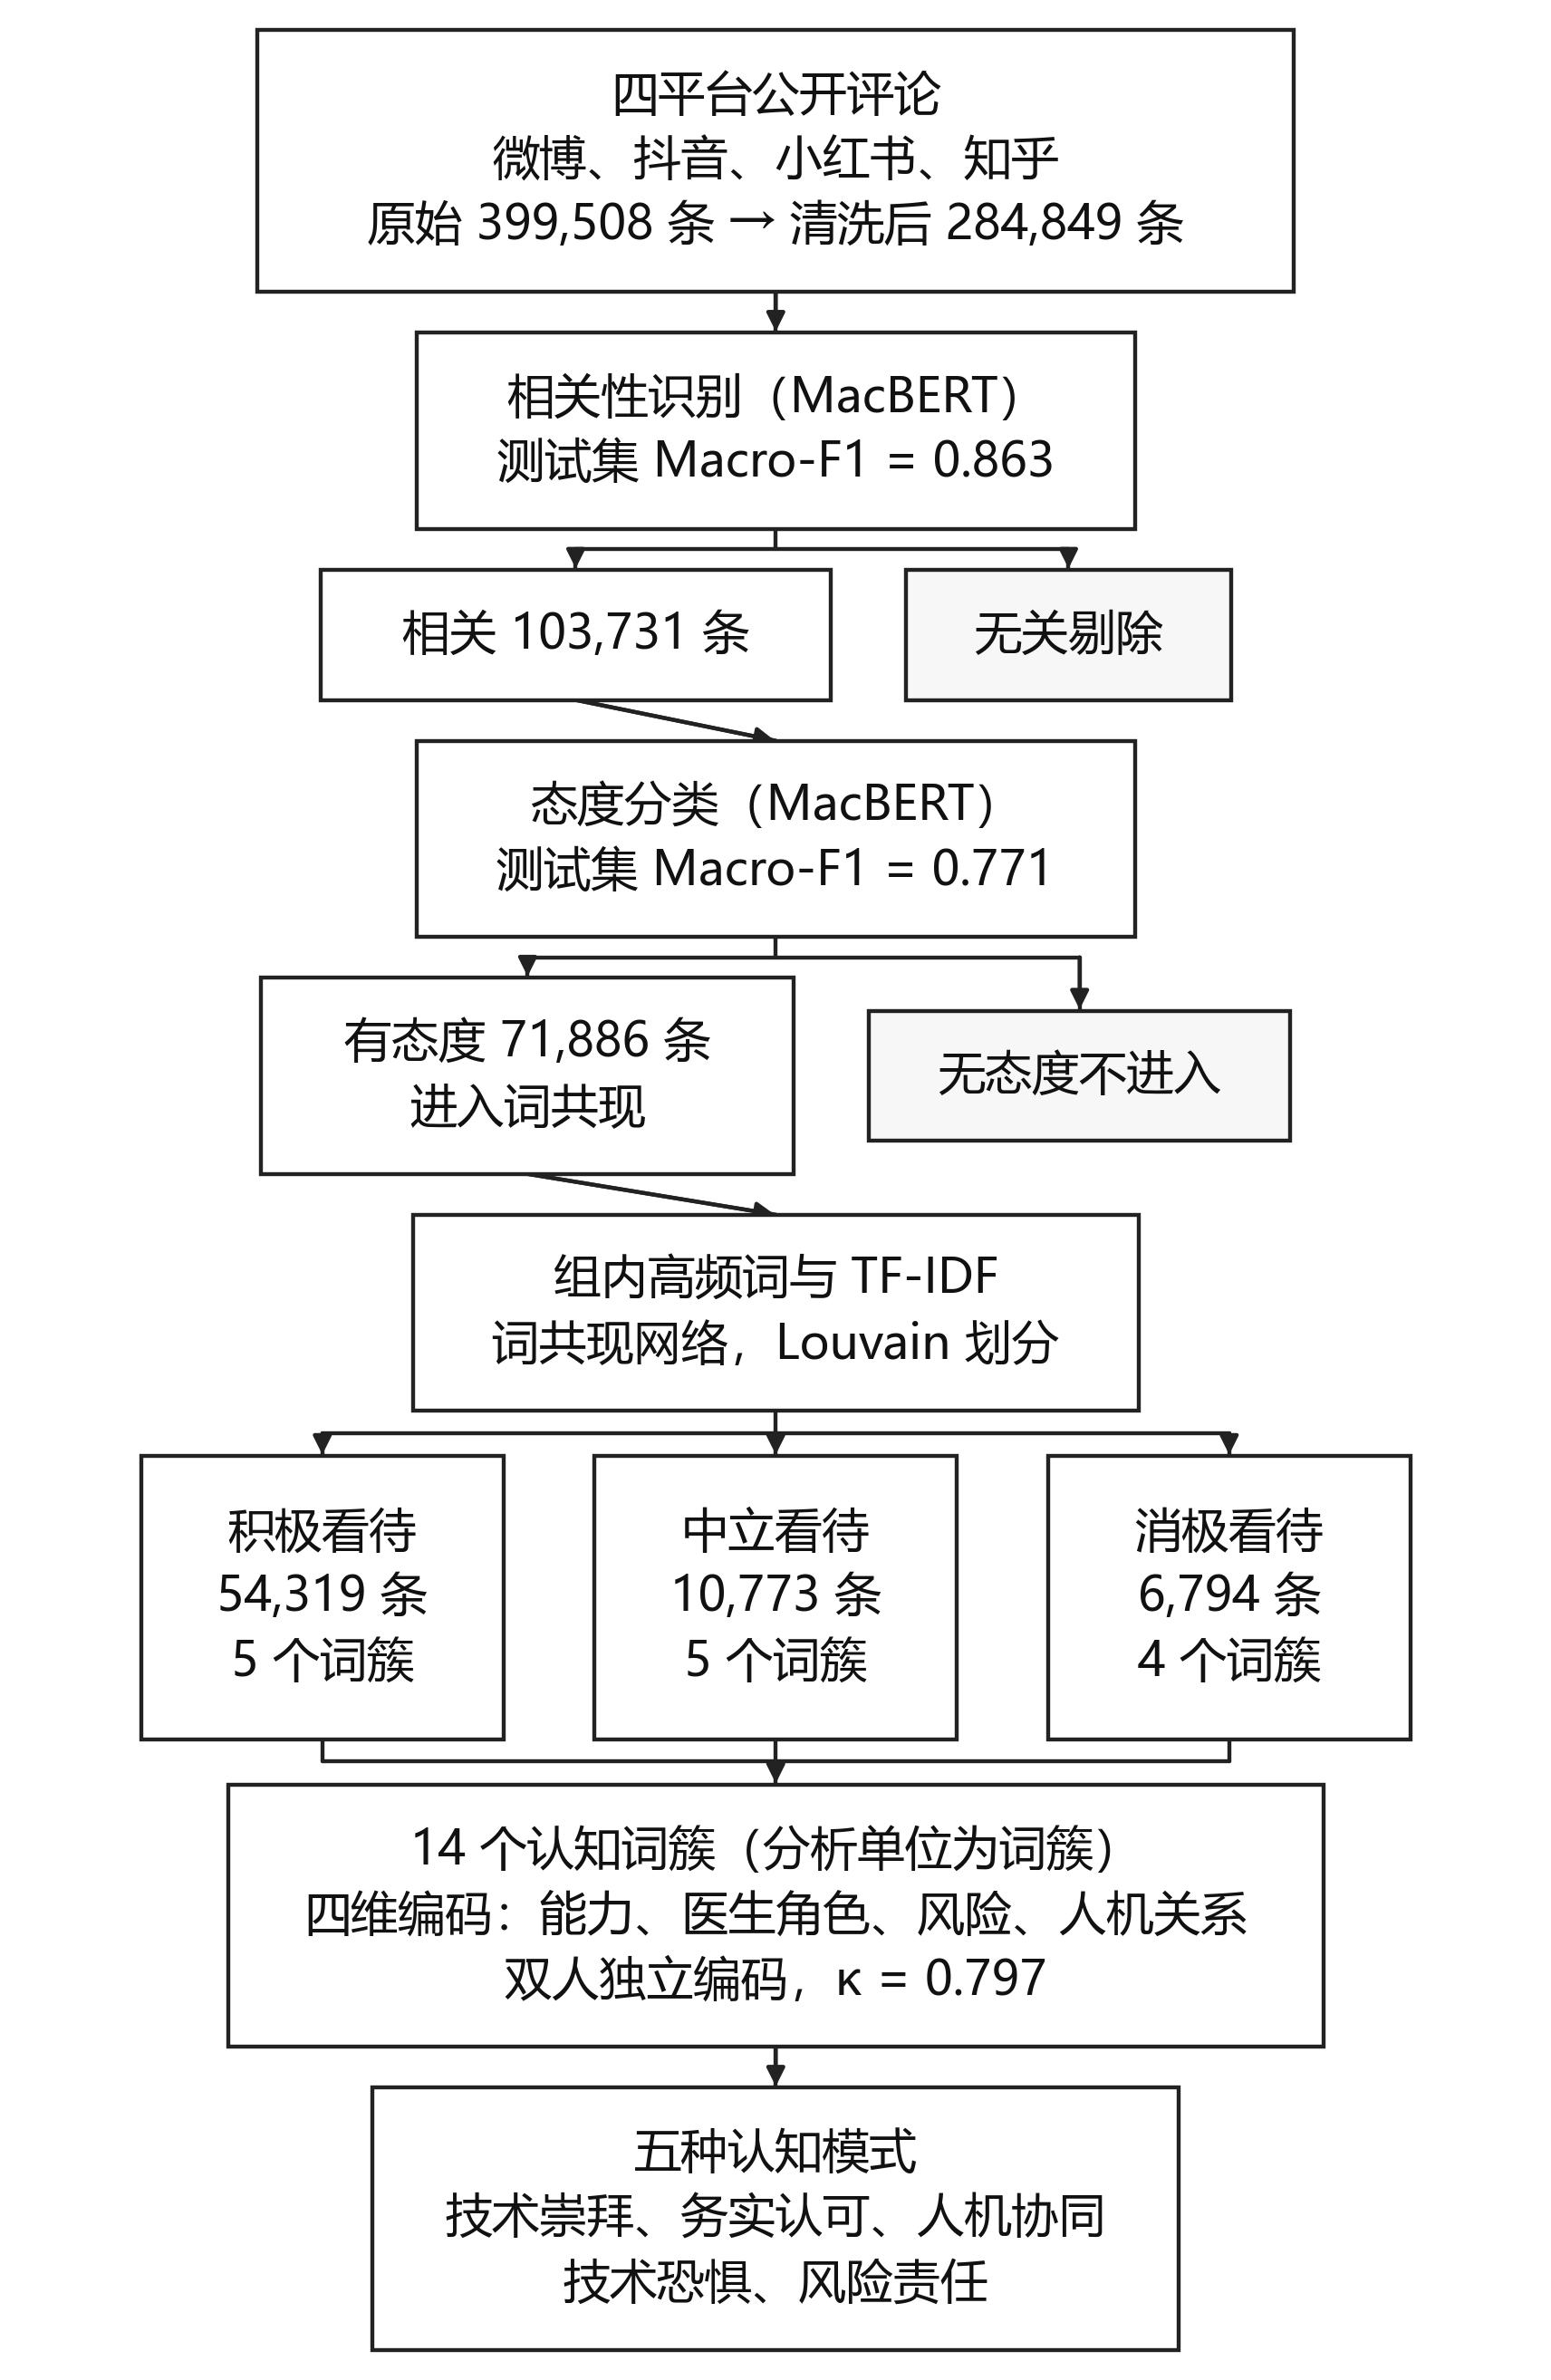 四平台公开评论
微博、抖音、小红书、知乎
原始 399,508 条 → 清洗后 284,849 条
相关性识别（MacBERT）
测试集 Macro-F1 = 0.863
相关 103,731 条
无关剔除
态度分类（MacBERT）
测试集 Macro-F1 = 0.771
有态度 71,886 条
进入词共现
无态度不进入
组内高频词与 TF-IDF
词共现网络，Louvain 划分
积极看待
54,319 条
5 个词簇
中立看待
10,773 条
5 个词簇
消极看待
6,794 条
4 个词簇
14 个认知词簇（分析单位为词簇）
四维编码：能力、医生角色、风险、人机关系
双人独立编码，κ = 0.797
五种认知模式
技术崇拜、务实认可、人机协同
技术恐惧、风险责任